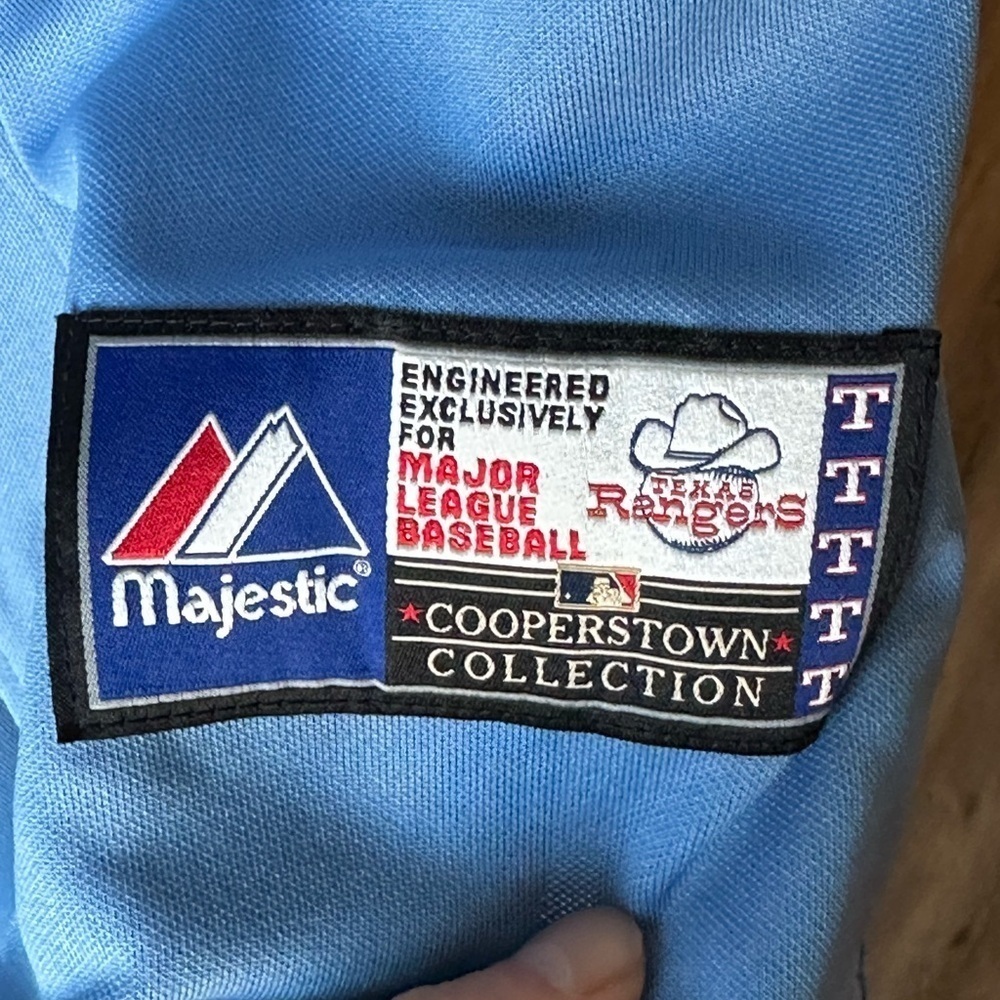 Majestic®
ENGINEERED
EXCLUSIVELY
FOR
MAJOR
LEAGUE
BASEBALL
TEXAS
Rangers
COOPERSTOWN
COLLECTION
T
T
T
T
T